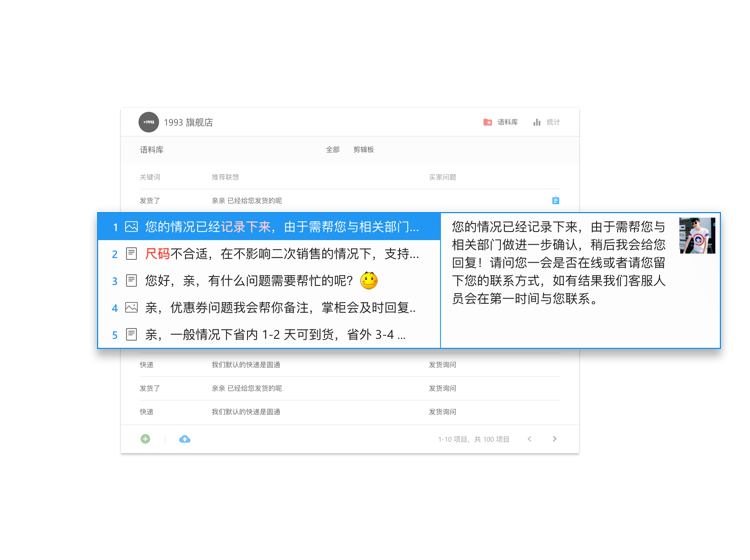 1993 旗舰店
语料库
统计
语料库
全部
剪辑板
关键词
推荐联想
买家问题
发货了
亲亲 已经给您发货的呢
1 您的情况已经记录下来，由于需帮您与相关部门...
2 尺码不合适，在不影响二次销售的情况下，支持...
3 您好，亲，有什么问题需要帮忙的呢？
4 亲，优惠券问题我会帮你备注，掌柜会及时回复..
5 亲，一般情况下省内 1-2 天可到货，省外 3-4 ...
您的情况已经记录下来，由于需帮您与
相关部门做进一步确认，稍后我会给您
回复！请问您一会是否在线或者请您留
下您的联系方式，如有结果我们客服人
员会在第一时间与您联系。
快递
我们默认的快递是圆通
发货询问
发货了
亲亲 已经给您发货的呢
发货询问
快递
我们默认的快递是圆通
发货询问
1-10 项目，共 100 项目